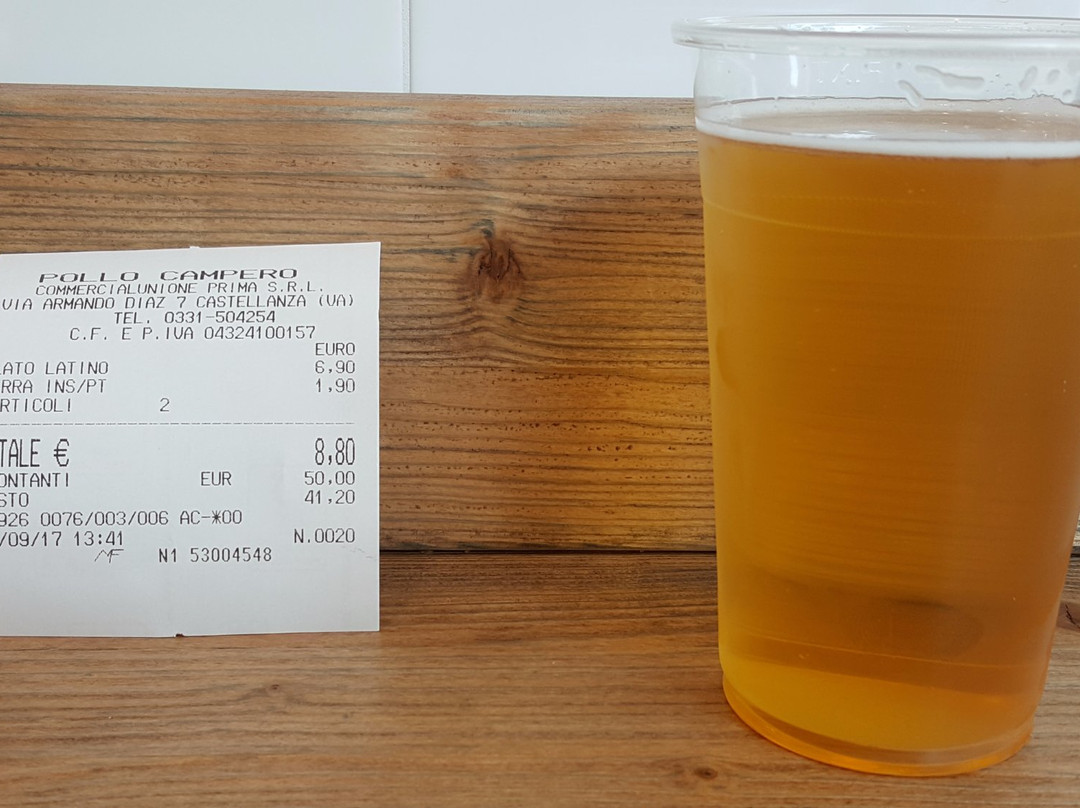 POLLO CAMPERO
COMMERCIALUNIONE PRIMA S.R.L.
VIA ARMANDO DIAZ 7 CASTELLANZA (VA)
TEL. 0331-504254
C.F. E P.IVA 04324100157
EURO
LATO LATINO 6,90
RRA INS/PT 1,90
RTICOLI 2
TALE € 8,80
ONTANTI EUR 50,00
STO 41,20
926 0076/003/006 AC-*00
/09/17 13:41 N.0020
MF N1 53004548